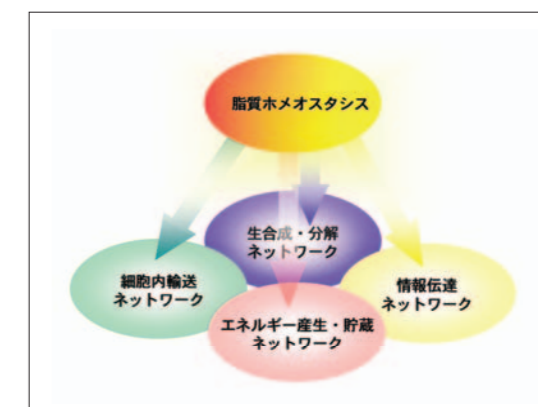 脂質ホメオスタシス
生合成・分解
ネットワーク
細胞内輸送
ネットワーク
情報伝達
ネットワーク
エネルギー産生・貯蔵
ネットワーク